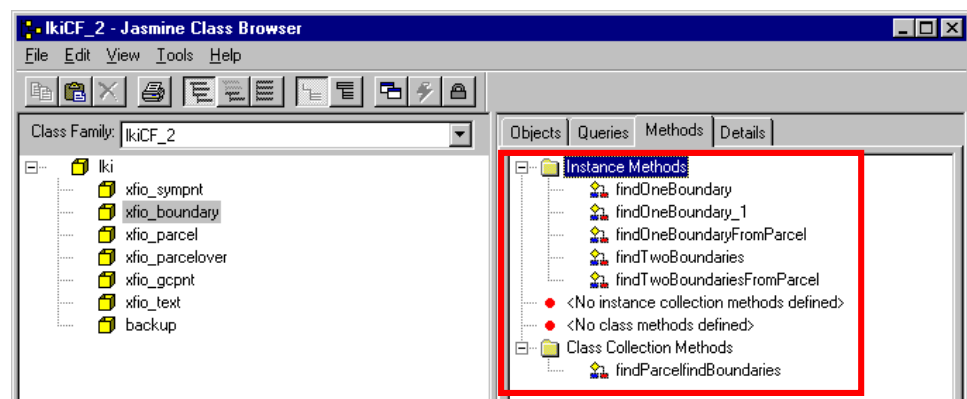 lkiCF_2 - Jasmine Class Browser
File Edit View Tools Help
Class Family: lkiCF_2
lki
xfio_sympnt
xfio_boundary
xfio_parcel
xfio_parcelover
xfio_gcpnt
xfio_text
backup
Objects Queries Methods Details
Instance Methods
findOneBoundary
findOneBoundary_1
findOneBoundaryFromParcel
findTwoBoundaries
findTwoBoundariesFromParcel
<No instance collection methods defined>
<No class methods defined>
Class Collection Methods
findParcelfindBoundaries